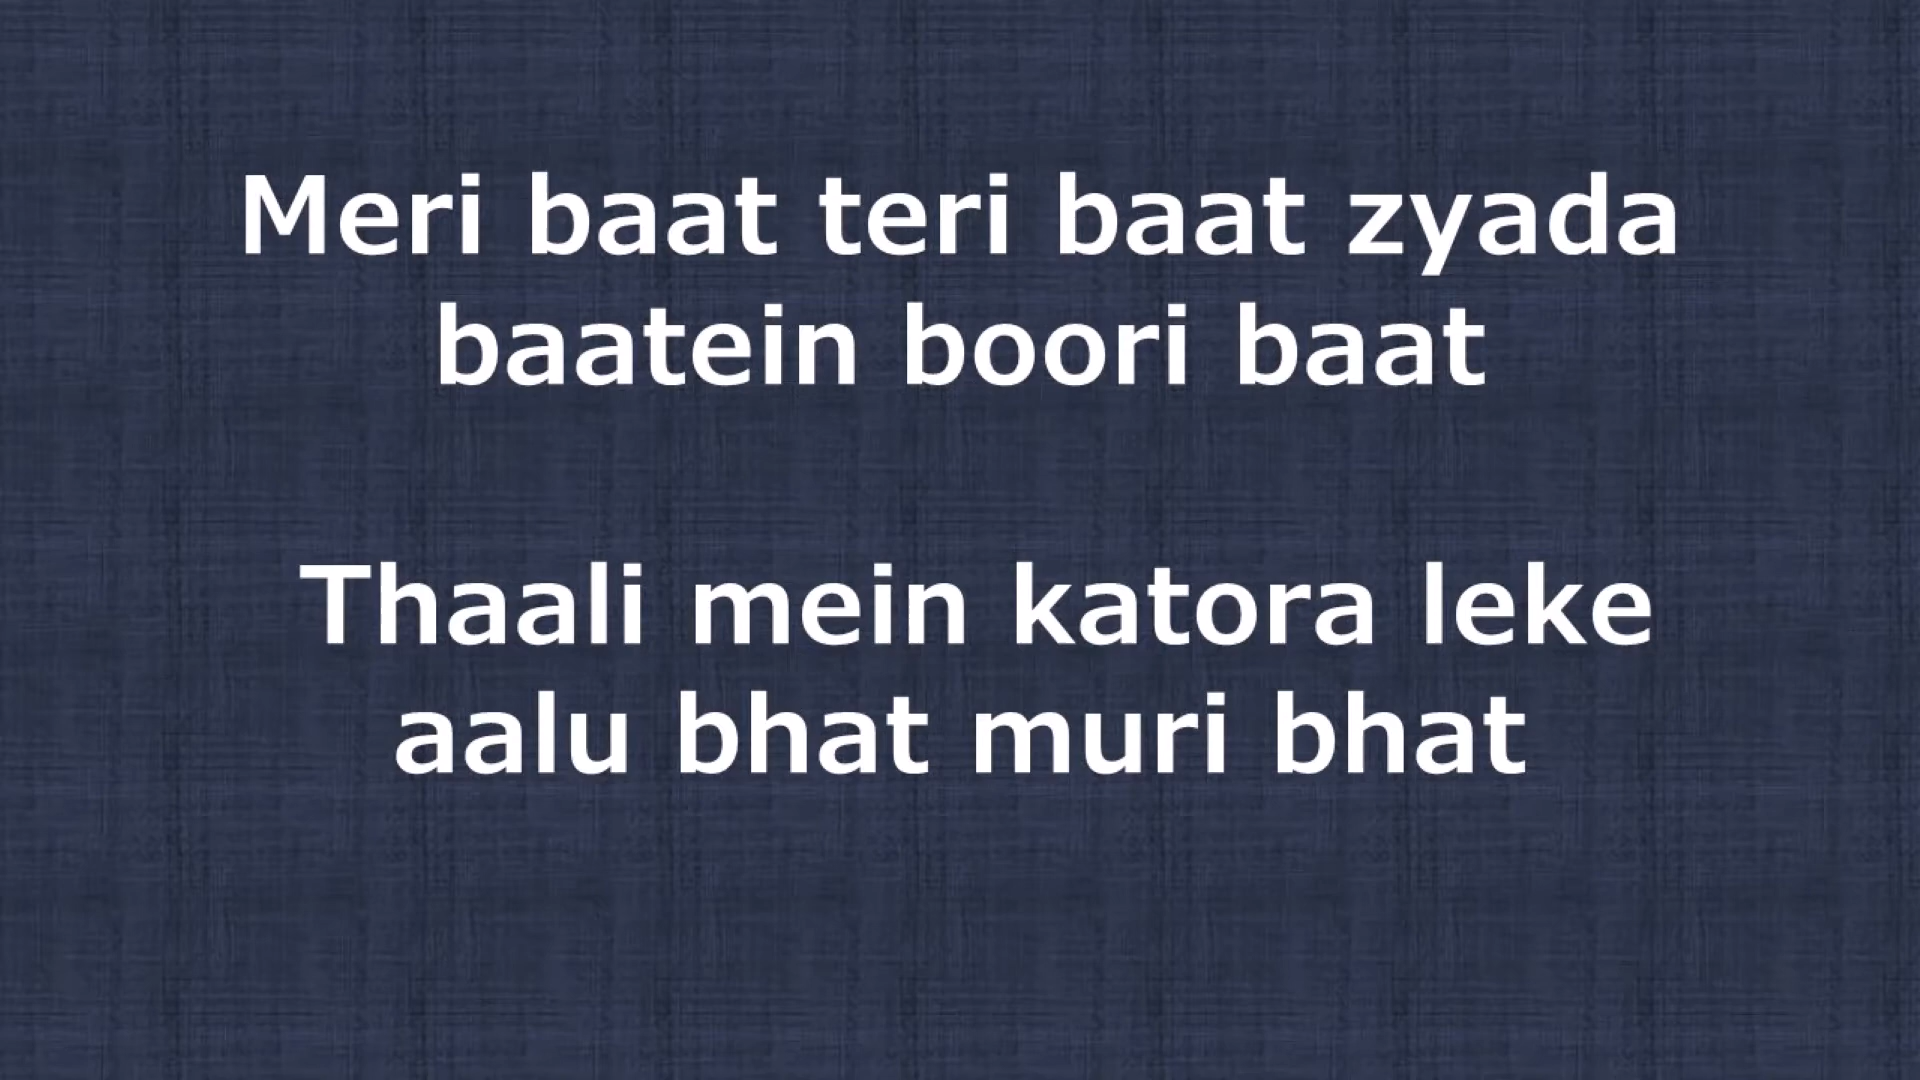 Meri baat teri baat zyada
baatein boori baat
Thaali mein katora leke
aalu bhat muri bhat